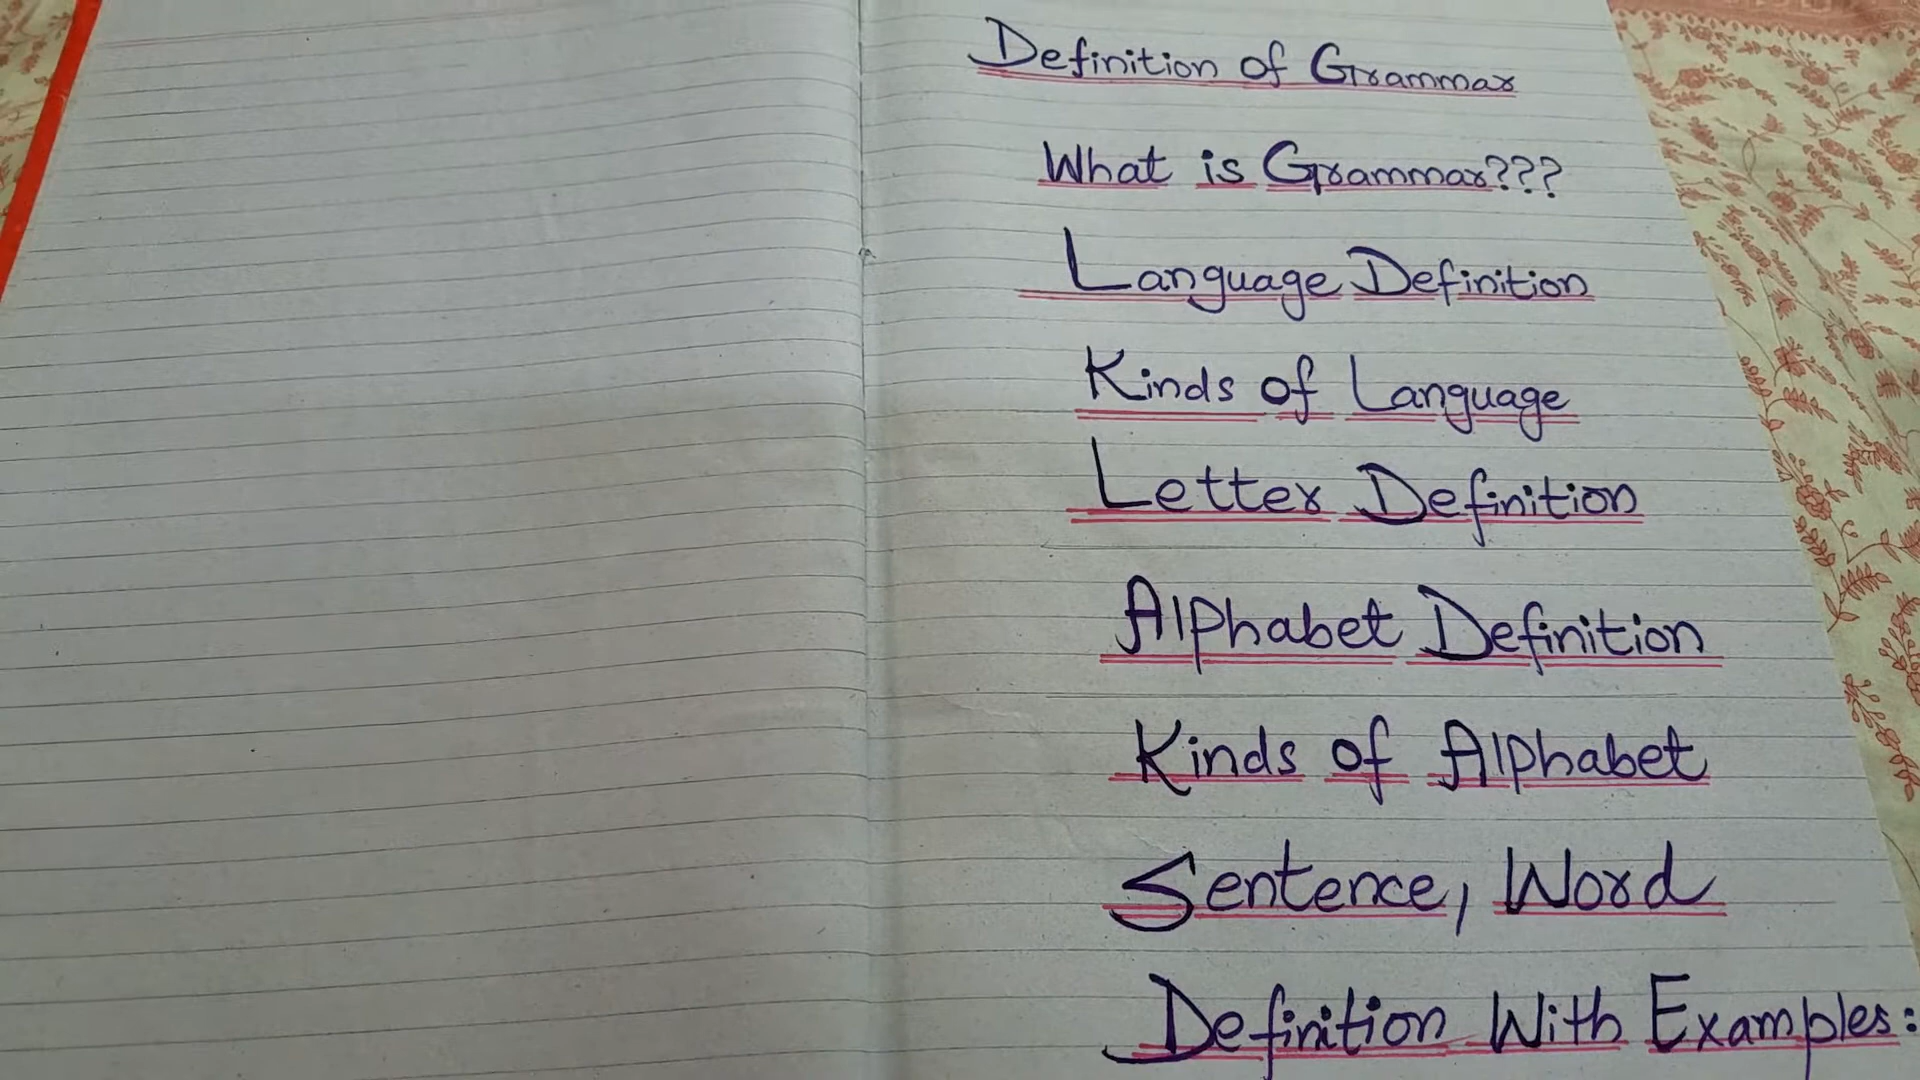 Definition of Grammar
What is Grammar???
Language Definition
Kinds of Language
Letter Definition
Alphabet Definition
Kinds of Alphabet
Sentence, Word
Definition With Examples: